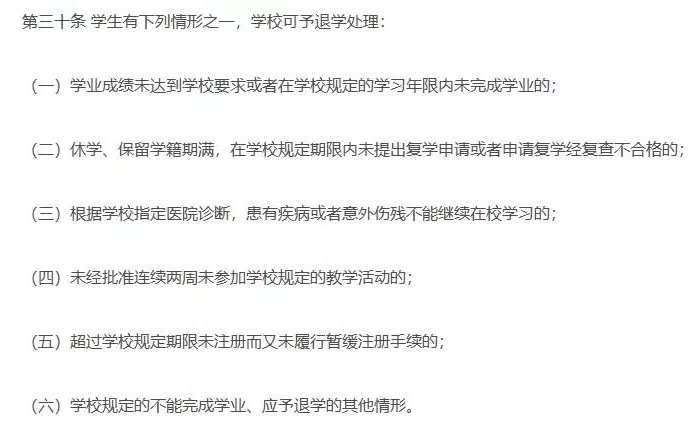 第三十条 学生有下列情形之一，学校可予退学处理：
（一）学业成绩未达到学校要求或者在学校规定的学习年限内未完成学业的；
（二）休学、保留学籍期满，在学校规定期限内未提出复学申请或者申请复学经复查不合格的；
（三）根据学校指定医院诊断，患有疾病或者意外伤残不能继续在校学习的；
（四）未经批准连续两周未参加学校规定的教学活动的；
（五）超过学校规定期限未注册而又未履行暂缓注册手续的；
（六）学校规定的不能完成学业、应予退学的其他情形。